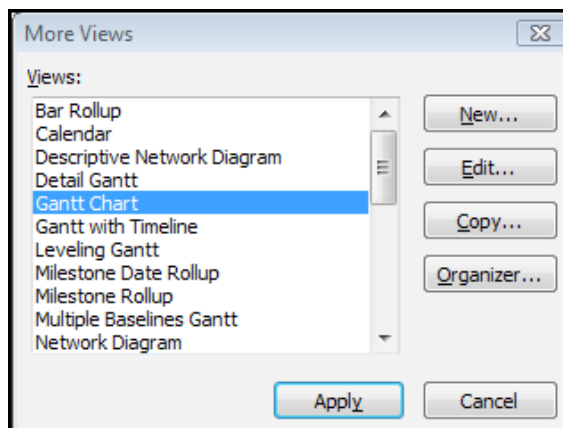 More Views
Views:
Bar Rollup
Calendar
Descriptive Network Diagram
Detail Gantt
Gantt Chart
Gantt with Timeline
Leveling Gantt
Milestone Date Rollup
Milestone Rollup
Multiple Baselines Gantt
Network Diagram
New...
Edit...
Copy...
Organizer...
Apply
Cancel